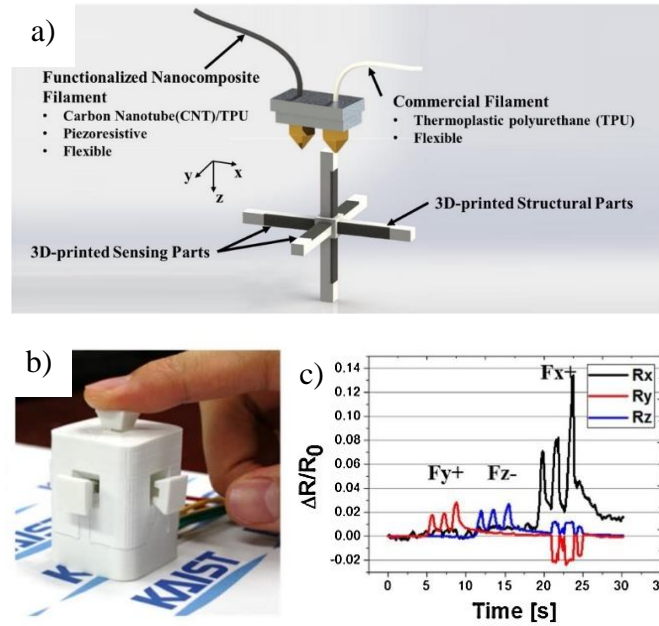 a)
Functionalized Nanocomposite
Filament
• Carbon Nanotube(CNT)/TPU
• Piezoresistive
• Flexible
Commercial Filament
• Thermoplastic polyurethane (TPU)
• Flexible
y
x
z
3D-printed Structural Parts
3D-printed Sensing Parts
b)
KAIST
KAIST
c)
ΔR/R0
0.14
0.12
0.10
0.08
0.06
0.04
0.02
0.00
-0.02
Fx+
Fy+
Fz-
Rx
Ry
Rz
0 5 10 15 20 25 30 35
Time [s]